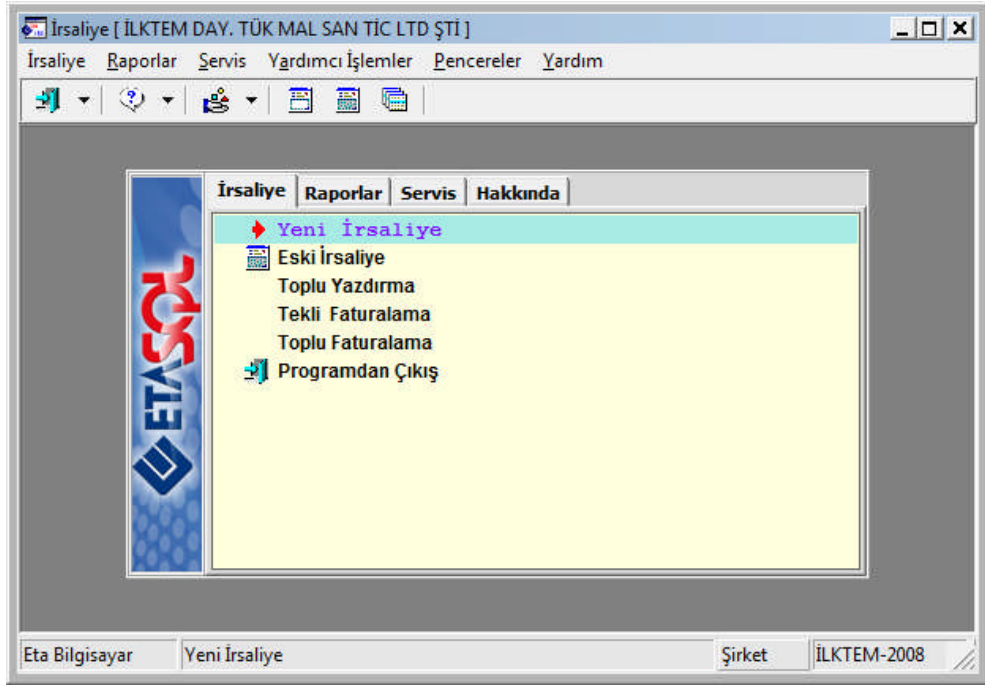 İrsaliye [ İLKTEM DAY. TÜK MAL SAN TİC LTD ŞTİ ]
İrsaliye Raporlar Servis Yardımcı İşlemler Pencereler Yardım
İrsaliye Raporlar Servis Hakkında
Yeni İrsaliye
Eski İrsaliye
Toplu Yazdırma
Tekli Faturalama
Toplu Faturalama
Programdan Çıkış
ETASQL
Eta Bilgisayar Yeni İrsaliye Şirket İLKTEM-2008